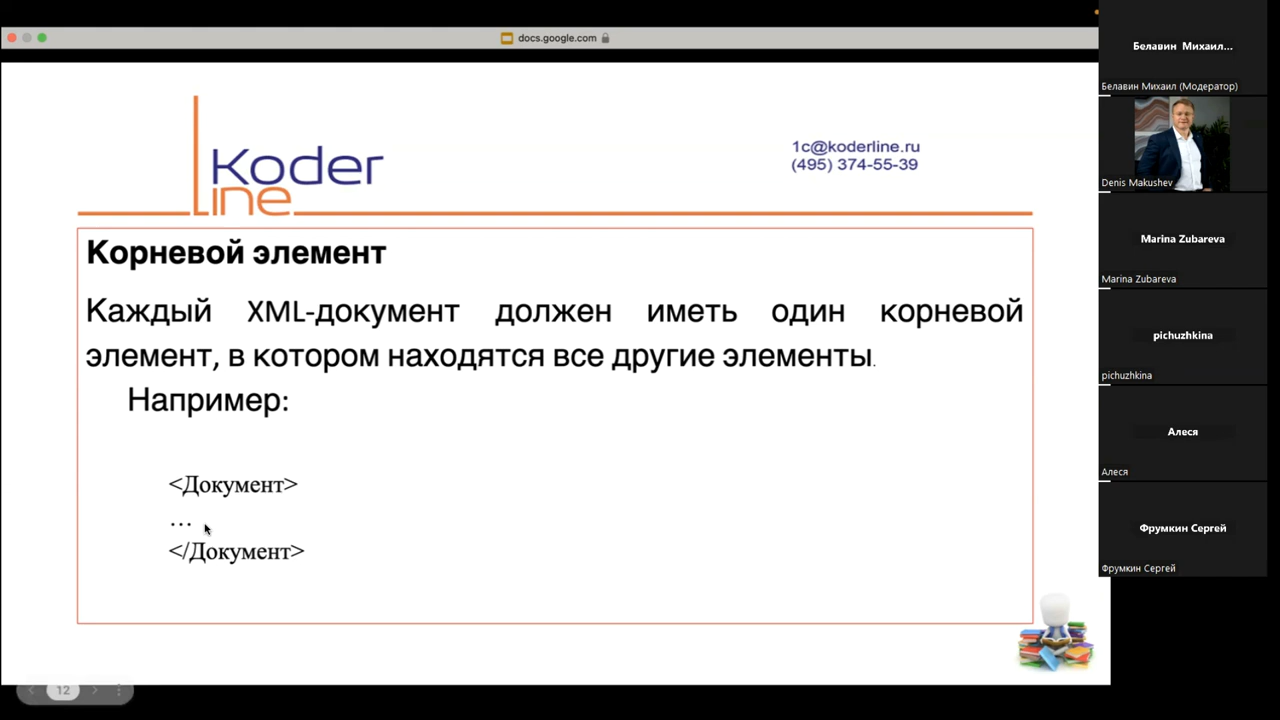 docs.google.com
Koder
line
1c@koderline.ru
(495) 374-55-39
Корневой элемент
Каждый XML-документ должен иметь один корневой
элемент, в котором находятся все другие элементы.
Например:
<Документ>
...
</Документ>
12
Белавин Михаил...
Белавин Михаил (Модератор)
Denis Makushev
Marina Zubareva
Marina Zubareva
pichuzhkina
pichuzhkina
Алеся
Алеся
Фрумкин Сергей
Фрумкин Сергей